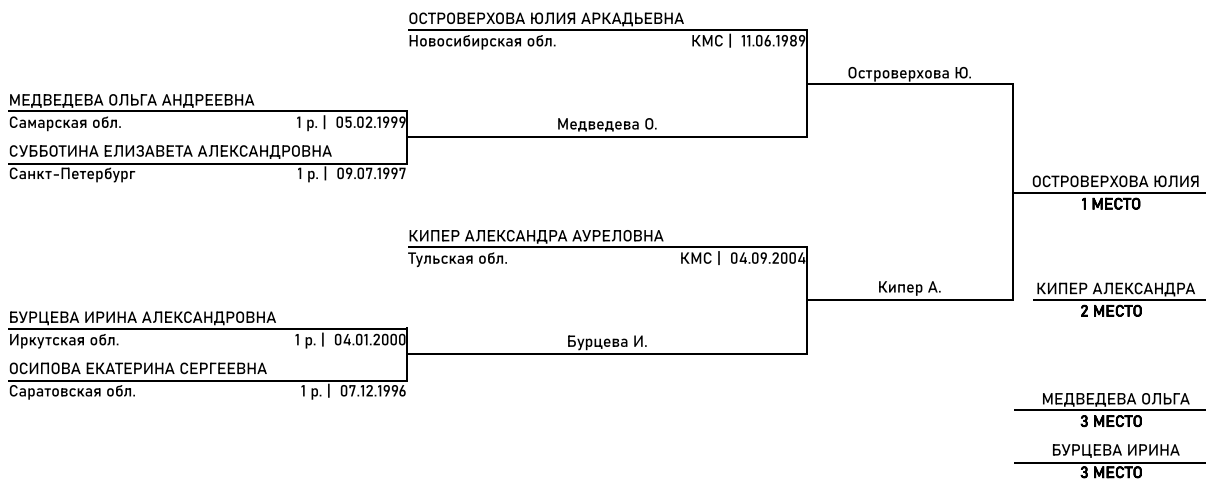 ОСТРОВЕРХОВА ЮЛИЯ АРКАДЬЕВНА
Новосибирская обл. КМС | 11.06.1989
Островерхова Ю.
МЕДВЕДЕВА ОЛЬГА АНДРЕЕВНА
Самарская обл. 1 р. | 05.02.1999
Медведева О.
СУББОТИНА ЕЛИЗАВЕТА АЛЕКСАНДРОВНА
Санкт-Петербург 1 р. | 09.07.1997
ОСТРОВЕРХОВА ЮЛИЯ
1 МЕСТО
КИПЕР АЛЕКСАНДРА АУРЕЛОВНА
Тульская обл. КМС | 04.09.2004
Кипер А.
КИПЕР АЛЕКСАНДРА
2 МЕСТО
БУРЦЕВА ИРИНА АЛЕКСАНДРОВНА
Иркутская обл. 1 р. | 04.01.2000
Бурцева И.
ОСИПОВА ЕКАТЕРИНА СЕРГЕЕВНА
Саратовская обл. 1 р. | 07.12.1996
МЕДВЕДЕВА ОЛЬГА
3 МЕСТО
БУРЦЕВА ИРИНА
3 МЕСТО